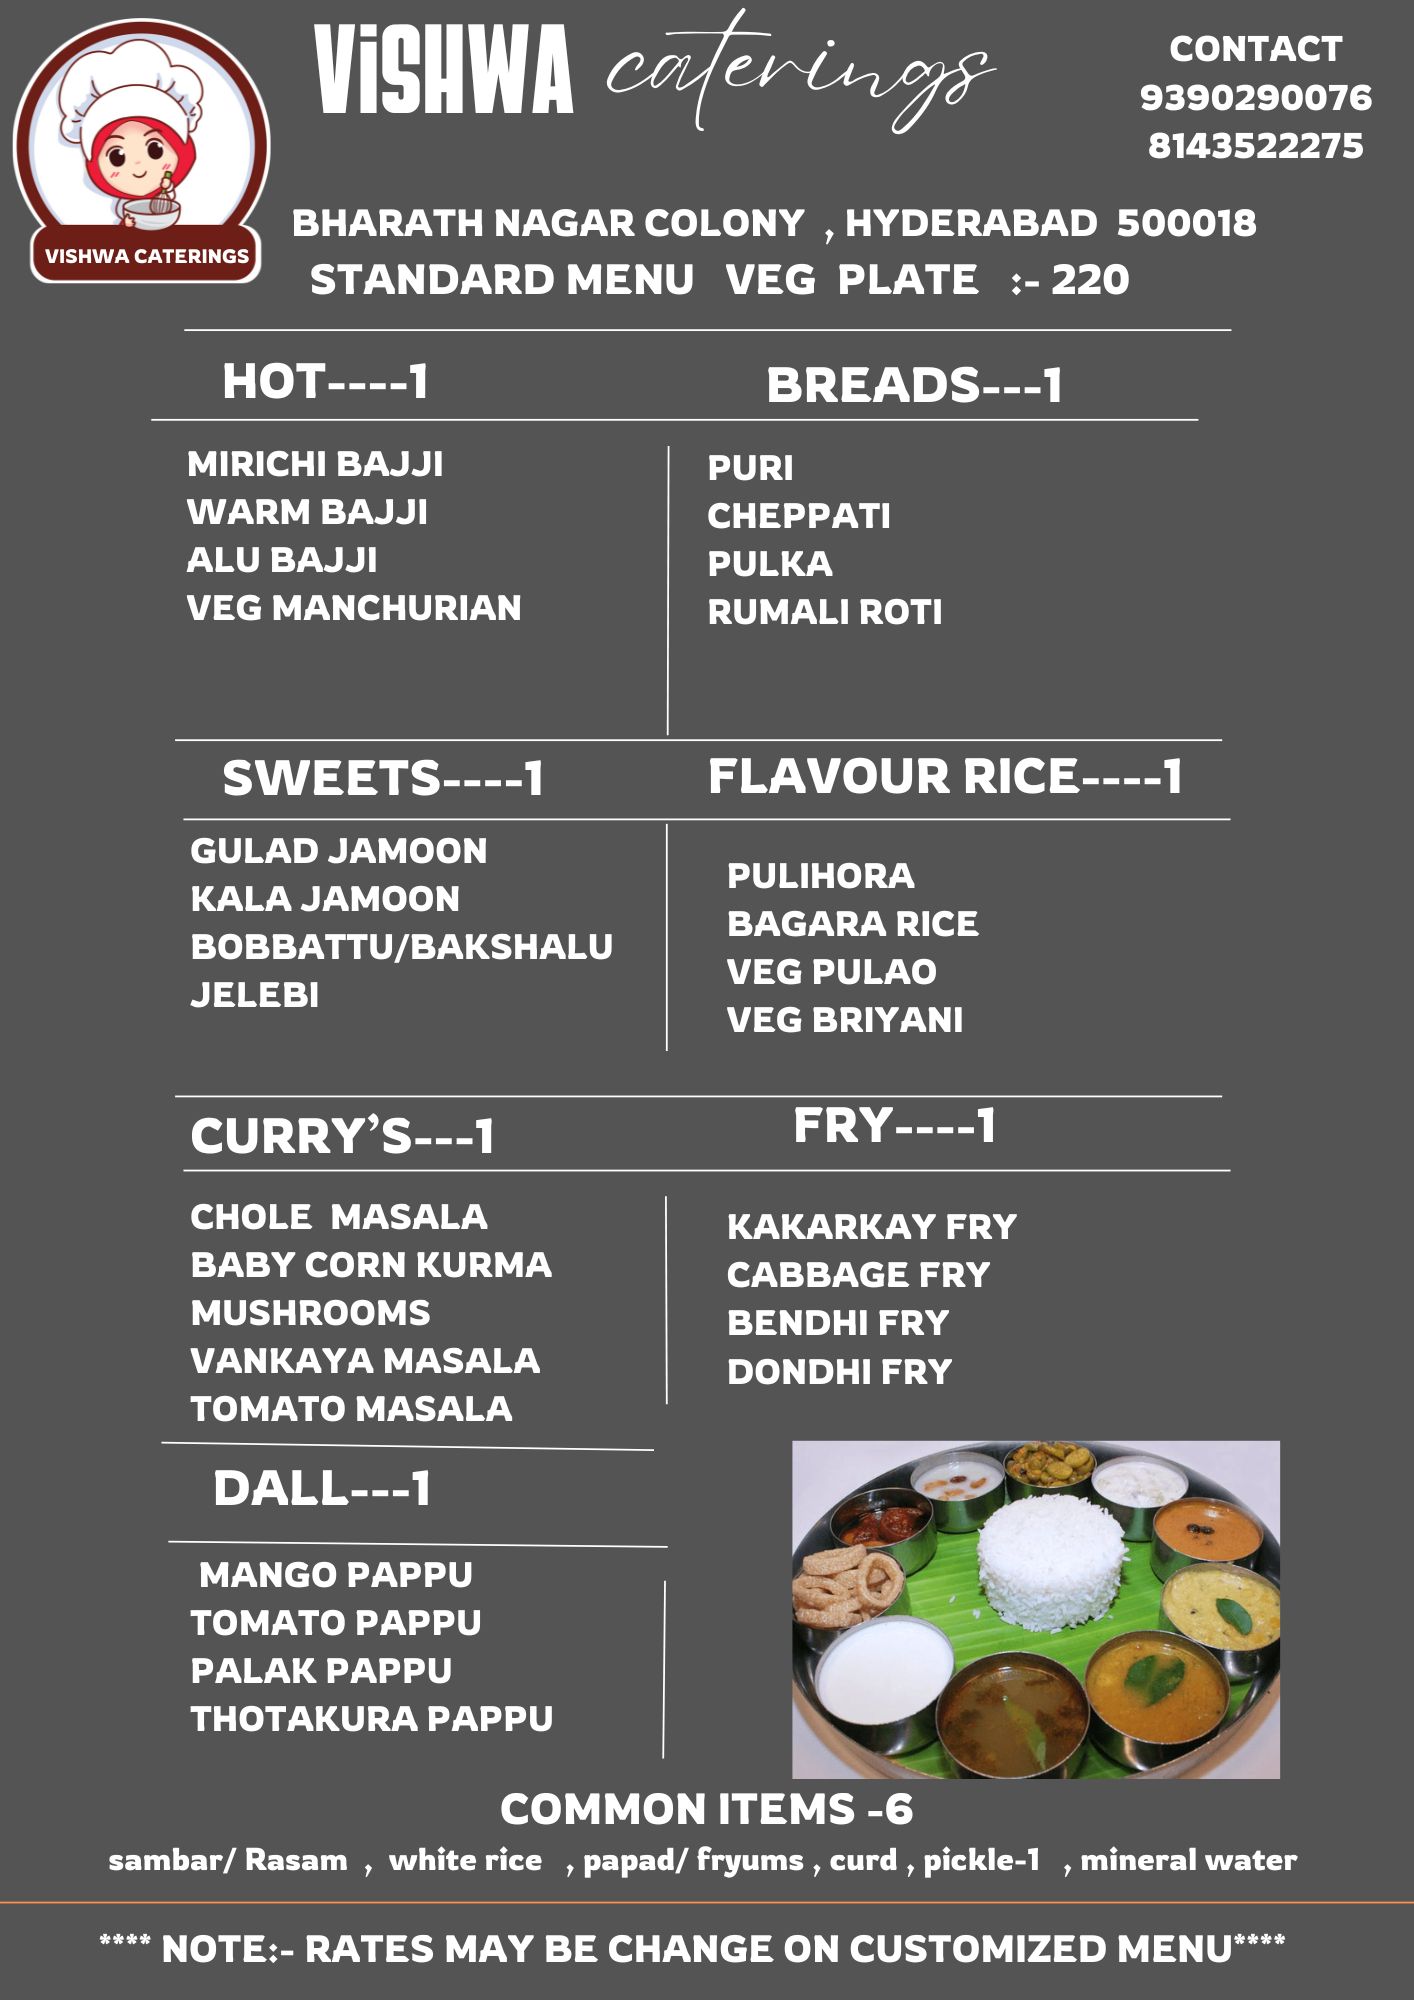 ViSHWA caterings
CONTACT
9390290076
8143522275
VISHWA CATERINGS
BHARATH NAGAR COLONY , HYDERABAD 500018
STANDARD MENU VEG PLATE :- 220
HOT----1
MIRICHI BAJJI
WARM BAJJI
ALU BAJJI
VEG MANCHURIAN
BREADS---1
PURI
CHEPPATI
PULKA
RUMALI ROTI
SWEETS----1
GULAD JAMOON
KALA JAMOON
BOBBATTU/BAKSHALU
JELEBI
FLAVOUR RICE----1
PULIHORA
BAGARA RICE
VEG PULAO
VEG BRIYANI
CURRY’S---1
CHOLE MASALA
BABY CORN KURMA
MUSHROOMS
VANKAYA MASALA
TOMATO MASALA
FRY----1
KAKARKAY FRY
CABBAGE FRY
BENDHI FRY
DONDHI FRY
DALL---1
MANGO PAPPU
TOMATO PAPPU
PALAK PAPPU
THOTAKURA PAPPU
COMMON ITEMS -6
sambar/ Rasam , white rice , papad/ fryums , curd , pickle-1 , mineral water
**** NOTE:- RATES MAY BE CHANGE ON CUSTOMIZED MENU****